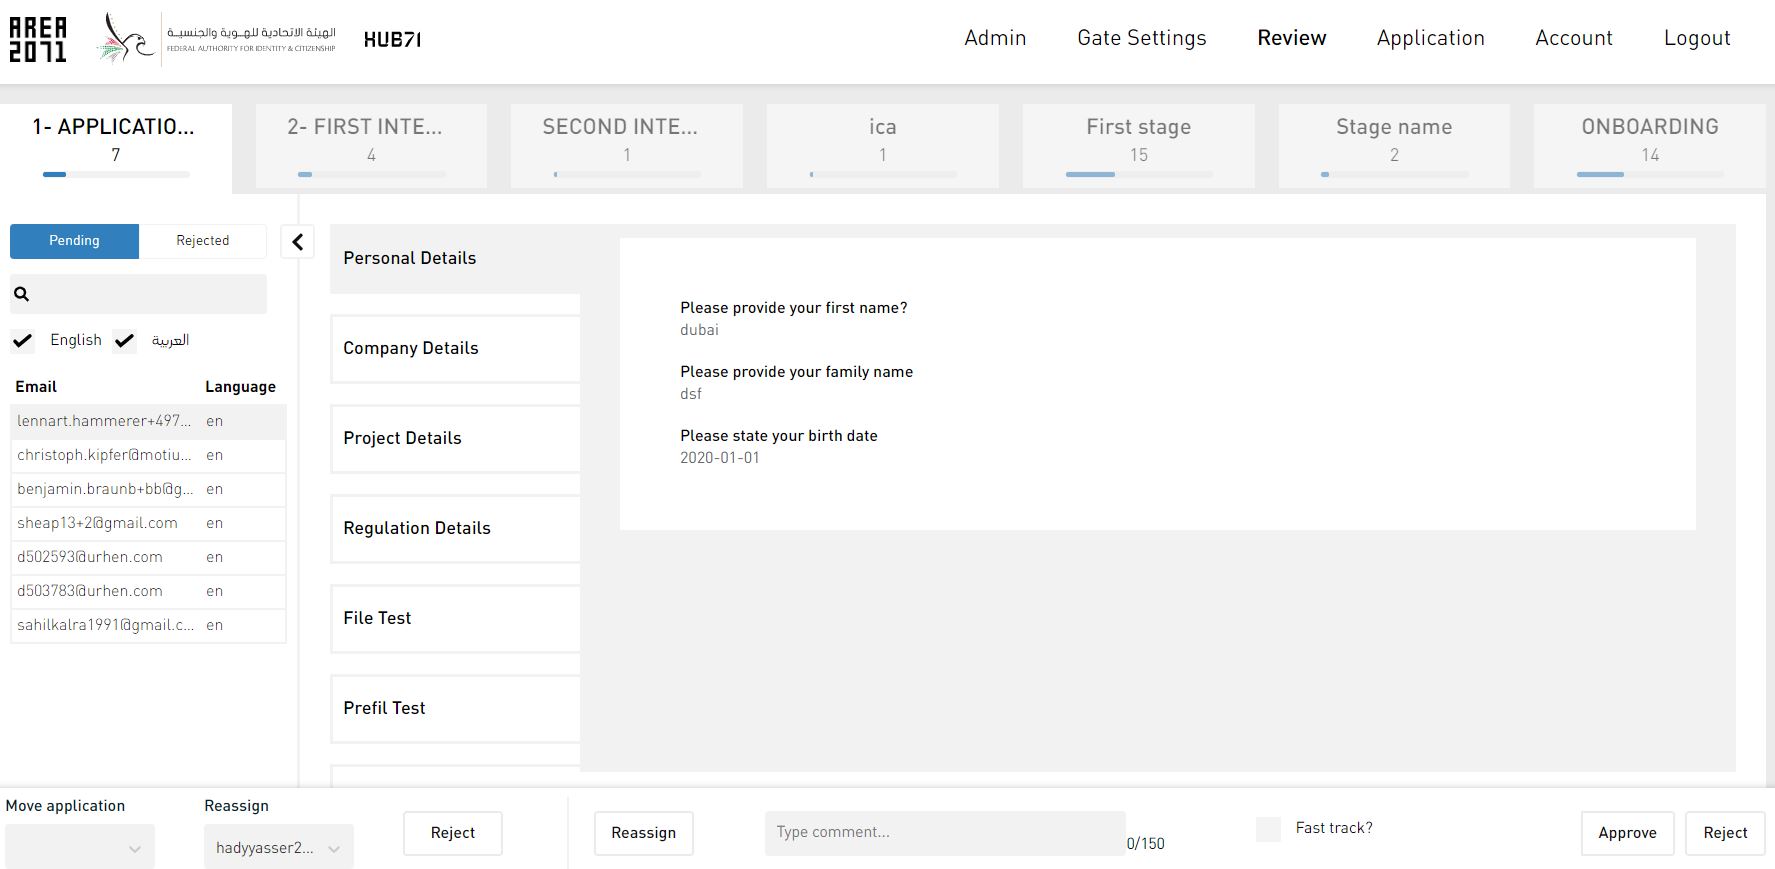 AREA
2071
الهيئة الاتحادية للهـويـة والجنسيـة
FEDERAL AUTHORITY FOR IDENTITY & CITIZENSHIP
HUB71
Admin
Gate Settings
Review
Application
Account
Logout
1- APPLICATIO...
7
2- FIRST INTE...
4
SECOND INTE...
1
ica
1
First stage
15
Stage name
2
ONBOARDING
14
Pending
Rejected
English
العربية
Email Language
lennart.hammerer+497... en
christoph.kipfer@motiu... en
benjamin.braunb+bb@g... en
sheap13+2@gmail.com en
d502593@urhen.com en
d503783@urhen.com en
sahilkalra1991@gmail.c... en
Personal Details
Company Details
Project Details
Regulation Details
File Test
Prefil Test
Please provide your first name?
dubai
Please provide your family name
dsf
Please state your birth date
2020-01-01
Move application
Reassign
hadyyasser2...
Reject
Reassign
Type comment...
0/150
Fast track?
Approve
Reject